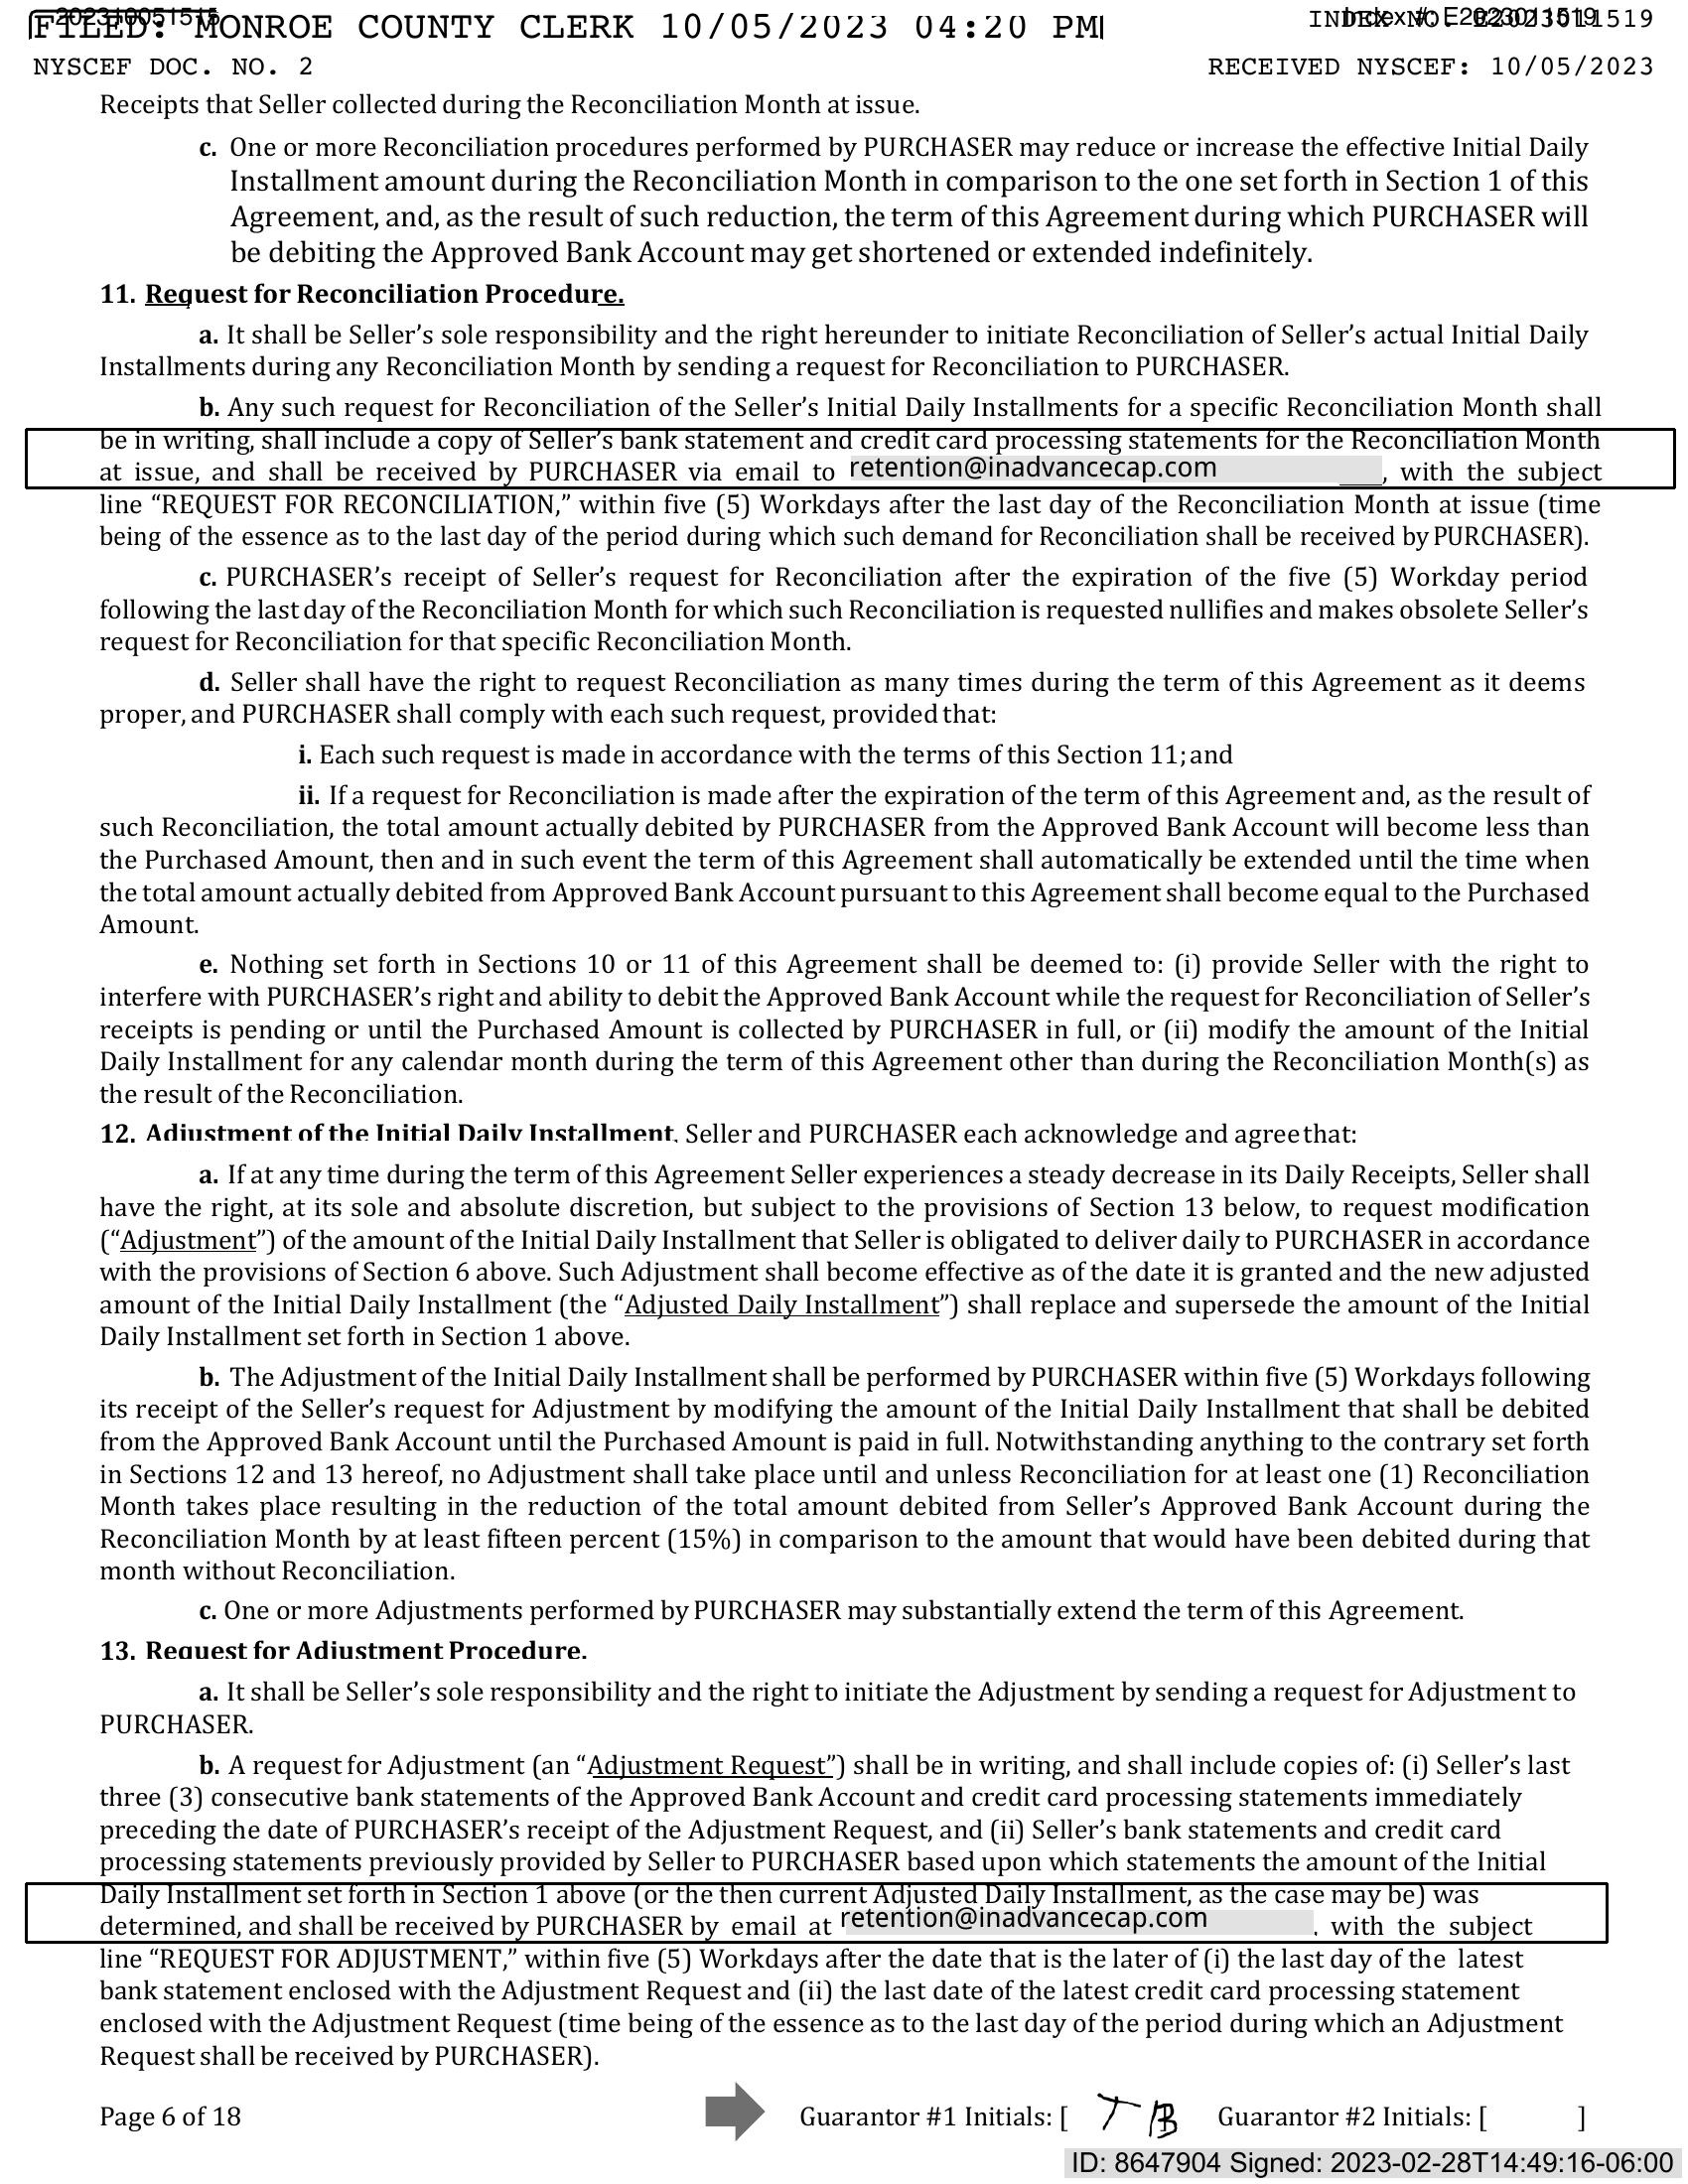 202310051515
FILED: MONROE COUNTY CLERK 10/05/2023 04:20 PM
Index #: E2023011519
INDEX NO. E2023011519
NYSCEF DOC. NO. 2
RECEIVED NYSCEF: 10/05/2023
Receipts that Seller collected during the Reconciliation Month at issue.
c. One or more Reconciliation procedures performed by PURCHASER may reduce or increase the effective Initial Daily
Installment amount during the Reconciliation Month in comparison to the one set forth in Section 1 of this
Agreement, and, as the result of such reduction, the term of this Agreement during which PURCHASER will
be debiting the Approved Bank Account may get shortened or extended indefinitely.
11. Request for Reconciliation Procedure.
a. It shall be Seller’s sole responsibility and the right hereunder to initiate Reconciliation of Seller’s actual Initial Daily
Installments during any Reconciliation Month by sending a request for Reconciliation to PURCHASER.
b. Any such request for Reconciliation of the Seller’s Initial Daily Installments for a specific Reconciliation Month shall
be in writing, shall include a copy of Seller’s bank statement and credit card processing statements for the Reconciliation Month
at issue, and shall be received by PURCHASER via email to retention@inadvancecap.com ___, with the subject
line “REQUEST FOR RECONCILIATION,” within five (5) Workdays after the last day of the Reconciliation Month at issue (time
being of the essence as to the last day of the period during which such demand for Reconciliation shall be received by PURCHASER).
c. PURCHASER’s receipt of Seller’s request for Reconciliation after the expiration of the five (5) Workday period
following the last day of the Reconciliation Month for which such Reconciliation is requested nullifies and makes obsolete Seller’s
request for Reconciliation for that specific Reconciliation Month.
d. Seller shall have the right to request Reconciliation as many times during the term of this Agreement as it deems
proper, and PURCHASER shall comply with each such request, provided that:
i. Each such request is made in accordance with the terms of this Section 11; and
ii. If a request for Reconciliation is made after the expiration of the term of this Agreement and, as the result of
such Reconciliation, the total amount actually debited by PURCHASER from the Approved Bank Account will become less than
the Purchased Amount, then and in such event the term of this Agreement shall automatically be extended until the time when
the total amount actually debited from Approved Bank Account pursuant to this Agreement shall become equal to the Purchased
Amount.
e. Nothing set forth in Sections 10 or 11 of this Agreement shall be deemed to: (i) provide Seller with the right to
interfere with PURCHASER’s right and ability to debit the Approved Bank Account while the request for Reconciliation of Seller’s
receipts is pending or until the Purchased Amount is collected by PURCHASER in full, or (ii) modify the amount of the Initial
Daily Installment for any calendar month during the term of this Agreement other than during the Reconciliation Month(s) as
the result of the Reconciliation.
12. Adjustment of the Initial Daily Installment. Seller and PURCHASER each acknowledge and agree that:
a. If at any time during the term of this Agreement Seller experiences a steady decrease in its Daily Receipts, Seller shall
have the right, at its sole and absolute discretion, but subject to the provisions of Section 13 below, to request modification
(“Adjustment”) of the amount of the Initial Daily Installment that Seller is obligated to deliver daily to PURCHASER in accordance
with the provisions of Section 6 above. Such Adjustment shall become effective as of the date it is granted and the new adjusted
amount of the Initial Daily Installment (the “Adjusted Daily Installment”) shall replace and supersede the amount of the Initial
Daily Installment set forth in Section 1 above.
b. The Adjustment of the Initial Daily Installment shall be performed by PURCHASER within five (5) Workdays following
its receipt of the Seller’s request for Adjustment by modifying the amount of the Initial Daily Installment that shall be debited
from the Approved Bank Account until the Purchased Amount is paid in full. Notwithstanding anything to the contrary set forth
in Sections 12 and 13 hereof, no Adjustment shall take place until and unless Reconciliation for at least one (1) Reconciliation
Month takes place resulting in the reduction of the total amount debited from Seller’s Approved Bank Account during the
Reconciliation Month by at least fifteen percent (15%) in comparison to the amount that would have been debited during that
month without Reconciliation.
c. One or more Adjustments performed by PURCHASER may substantially extend the term of this Agreement.
13. Request for Adjustment Procedure.
a. It shall be Seller’s sole responsibility and the right to initiate the Adjustment by sending a request for Adjustment to
PURCHASER.
b. A request for Adjustment (an “Adjustment Request”) shall be in writing, and shall include copies of: (i) Seller’s last
three (3) consecutive bank statements of the Approved Bank Account and credit card processing statements immediately
preceding the date of PURCHASER’s receipt of the Adjustment Request, and (ii) Seller’s bank statements and credit card
processing statements previously provided by Seller to PURCHASER based upon which statements the amount of the Initial
Daily Installment set forth in Section 1 above (or the then current Adjusted Daily Installment, as the case may be) was
determined, and shall be received by PURCHASER by email at retention@inadvancecap.com , with the subject
line “REQUEST FOR ADJUSTMENT,” within five (5) Workdays after the date that is the later of (i) the last day of the latest
bank statement enclosed with the Adjustment Request and (ii) the last date of the latest credit card processing statement
enclosed with the Adjustment Request (time being of the essence as to the last day of the period during which an Adjustment
Request shall be received by PURCHASER).
Page 6 of 18
Guarantor #1 Initials: [ TB Guarantor #2 Initials: [ ]
ID: 8647904 Signed: 2023-02-28T14:49:16-06:00